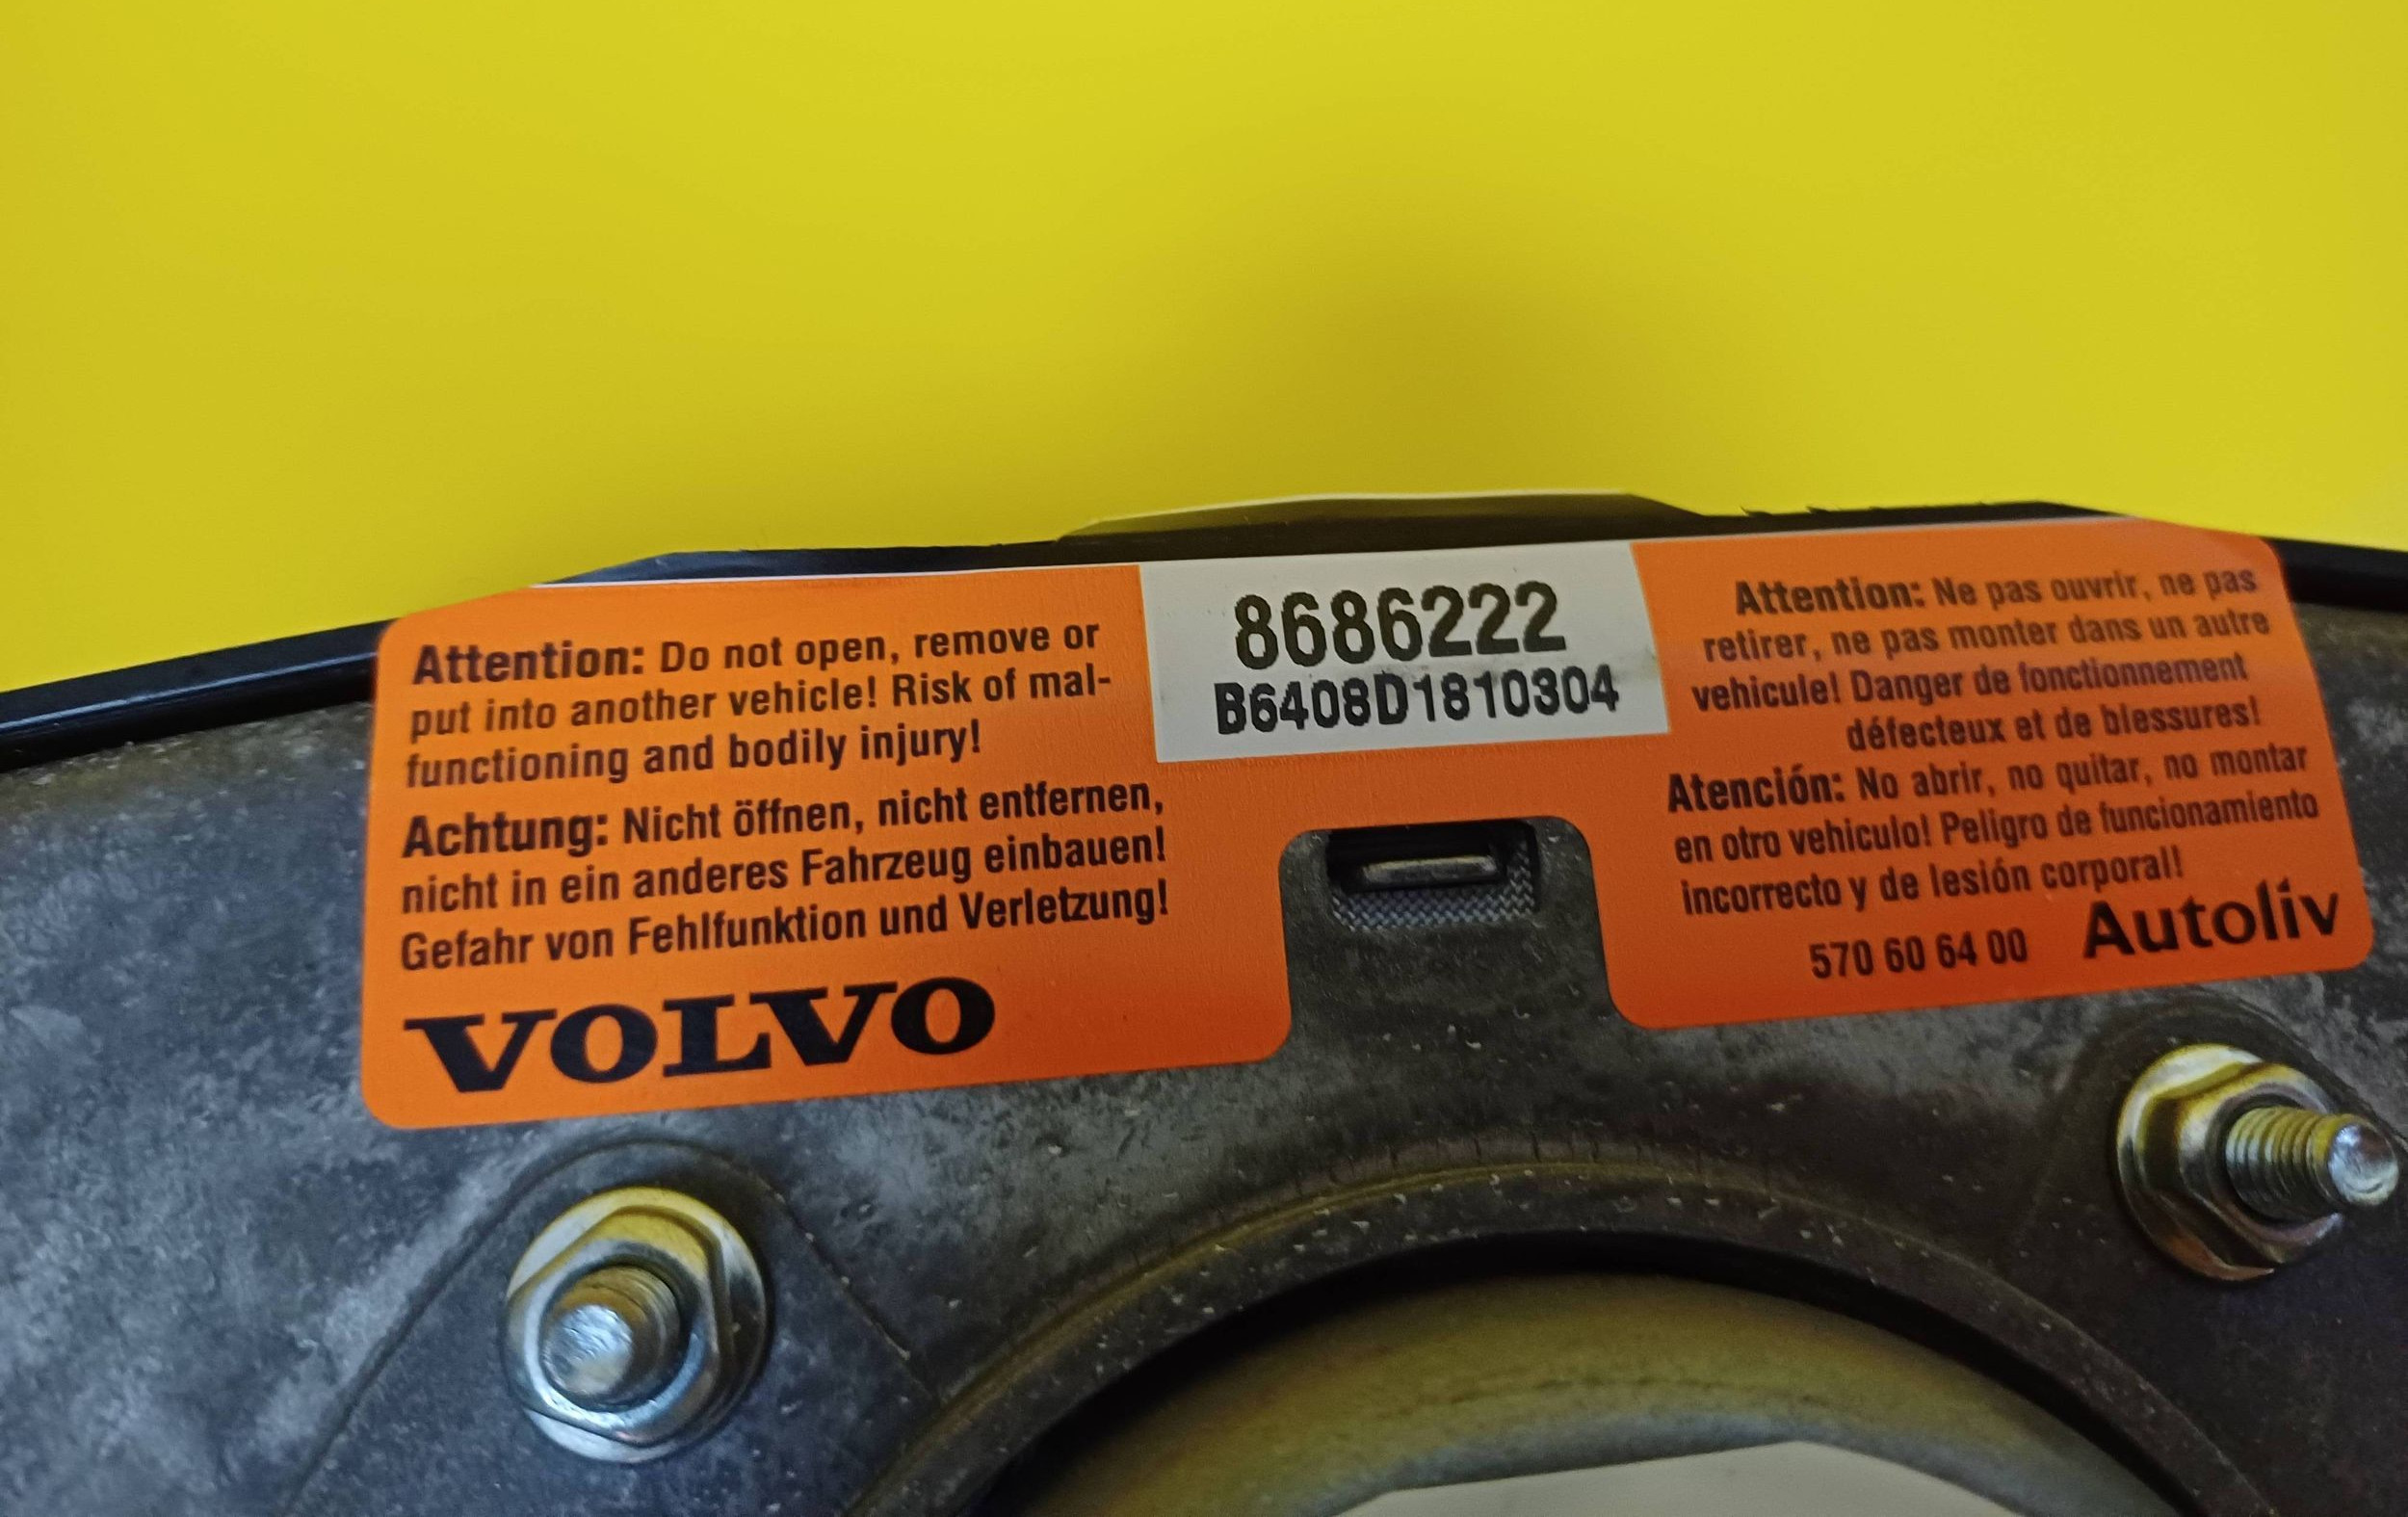 Attention: Do not open, remove or
put into another vehicle! Risk of mal-
functioning and bodily injury!
Achtung: Nicht öffnen, nicht entfernen,
nicht in ein anderes Fahrzeug einbauen!
Gefahr von Fehlfunktion und Verletzung!
VOLVO
8686222
B6408D1810304
Attention: Ne pas ouvrir, ne pas
retirer, ne pas monter dans un autre
vehicule! Danger de fonctionnement
défecteux et de blessures!
Atención: No abrir, no quitar, no montar
en otro vehiculo! Peligro de funcionamiento
incorrecto y de lesión corporal!
570 60 64 00 Autoliv